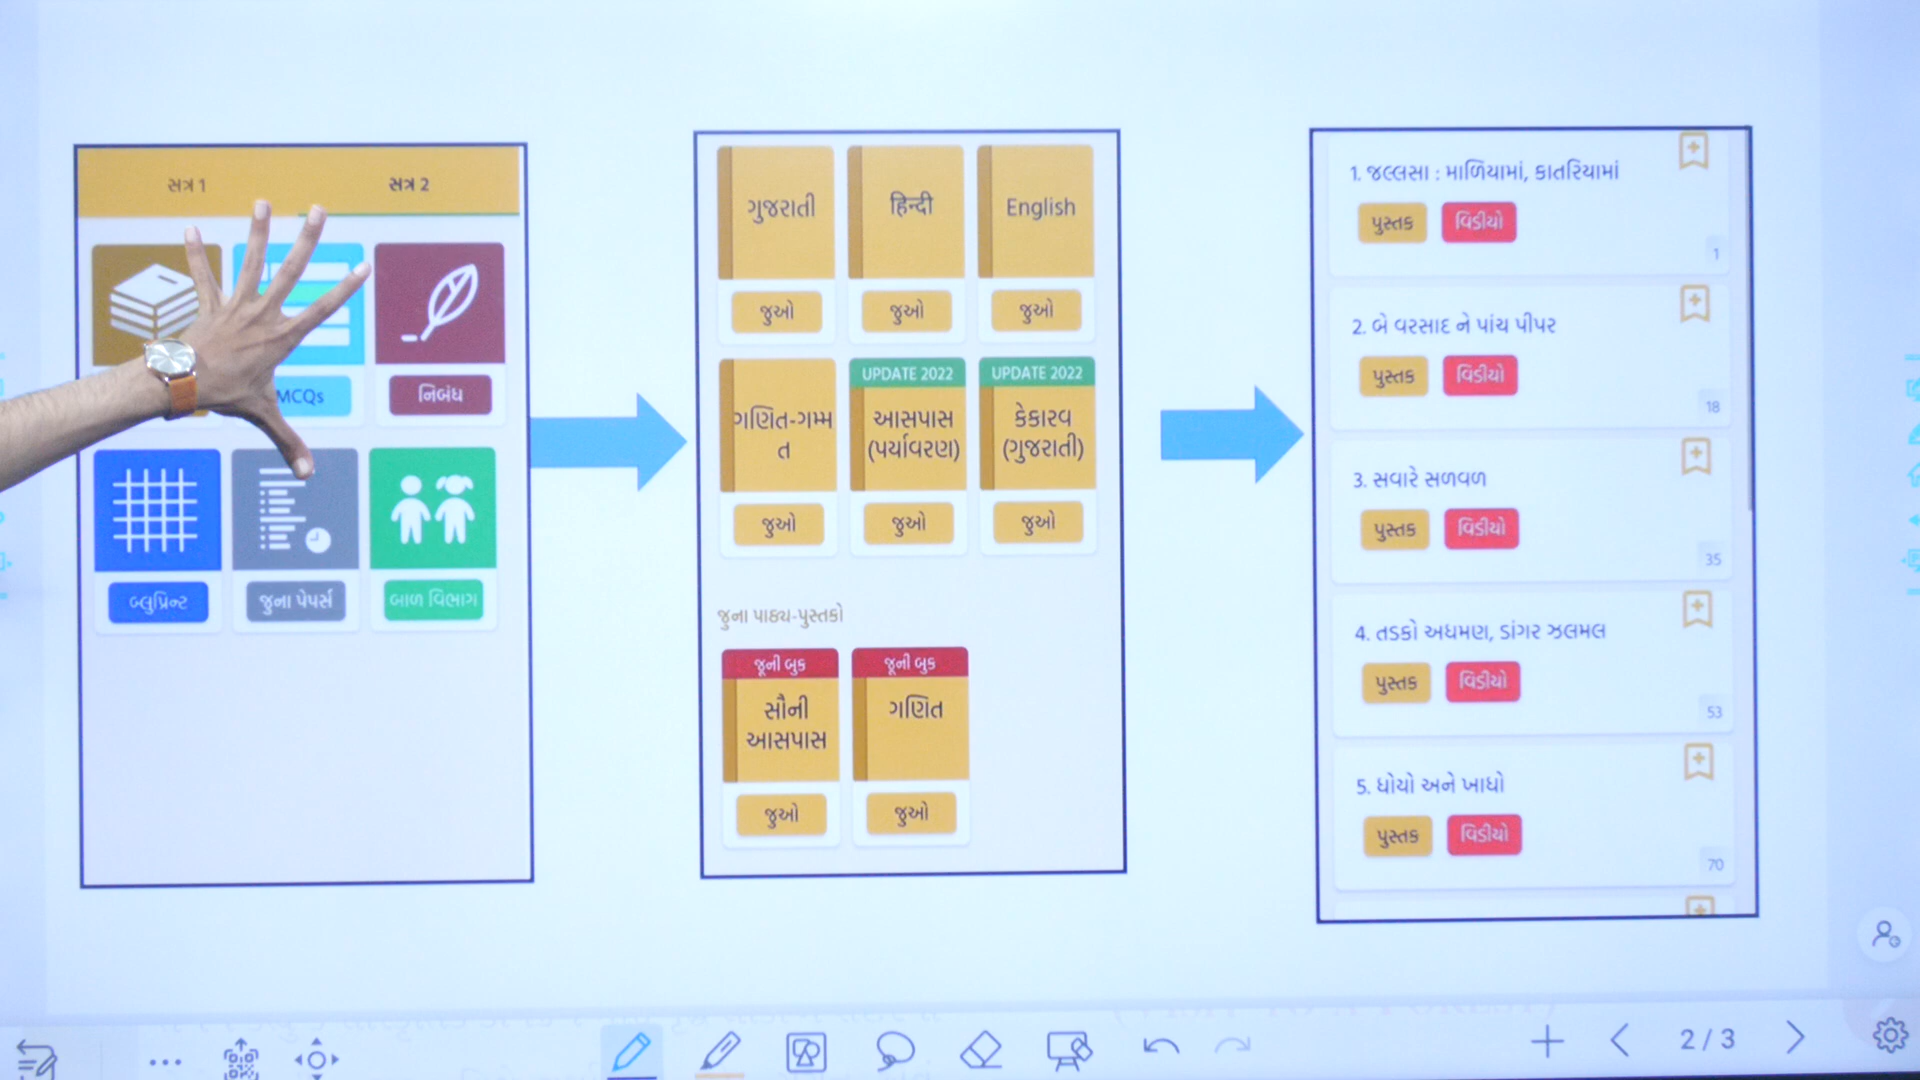 સત્ર 1
સત્ર 2
MCQs
નિબંધ
બ્લુપ્રિન્ટ
જુના પેપર્સ
બાળ વિભાગ
ગુજરાતી
હિન્દી
English
જુઓ
જુઓ
જુઓ
ગણિત-ગમ્મ
ત
UPDATE 2022
આસપાસ
(પર્યાવરણ)
UPDATE 2022
કેકારવ
(ગુજરાતી)
જુઓ
જુઓ
જુઓ
જુના પાઠ્ય-પુસ્તકો
જૂની બુક
સૌની
આસપાસ
જૂની બુક
ગણિત
જુઓ
જુઓ
1. જલ્લસા : માળિયામાં, કાતરિયામાં
પુસ્તક વિડીયો
1
2. બે વરસાદ ને પાંચ પીપર
પુસ્તક વિડીયો
18
3. સવારે સળવળ
પુસ્તક વિડીયો
35
4. તડકો અધમણ, ડાંગર ઝલમલ
પુસ્તક વિડીયો
53
5. ધોયો અને ખાધો
પુસ્તક વિડીયો
70
2 / 3